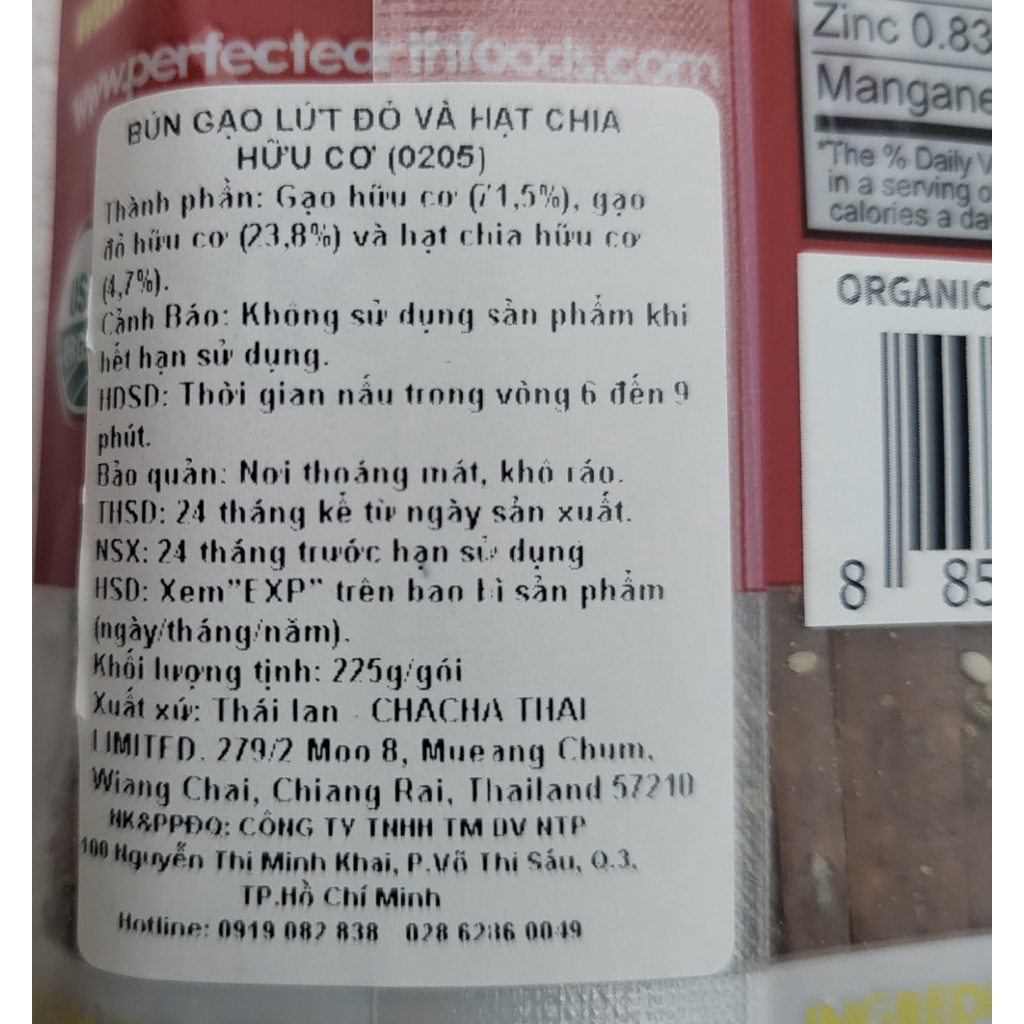 www.perfectearthfoods.com
BÚN GẠO LỨT ĐỎ VÀ HẠT CHIA
HỮU CƠ (0205)
Thành phần: Gạo hữu cơ (71,5%), gạo
đỏ hữu cơ (23,8%) và hạt chia hữu cơ
(4,7%).
Cảnh Báo: Không sử dụng sản phẩm khi
hết hạn sử dụng.
HDSD: Thời gian nấu trong vòng 6 đến 9
phút.
Bảo quản: Nơi thoáng mát, khô ráo.
THSD: 24 tháng kể từ ngày sản xuất.
NSX: 24 tháng trước hạn sử dụng
HSD: Xem"EXP" trên bao bì sản phẩm
(ngày/tháng/năm).
Khối lượng tịnh: 225g/gói
Xuất xứ: Thái lan - CHACHA THAI
LIMITED. 279/2 Moo 8, Mueang Chum,
Wiang Chai, Chiang Rai, Thailand 57210
NK&PPĐQ: CÔNG TY TNHH TM DV NTP
100 Nguyễn Thị Minh Khai, P.Võ Thị Sáu, Q.3,
TP.Hồ Chí Minh
Hotline: 0919 082 838 028 6286 0049
Zinc 0.83
Mangane
*The % Daily V
in a serving o
calories a da
ORGANIC
8 85
INGRED